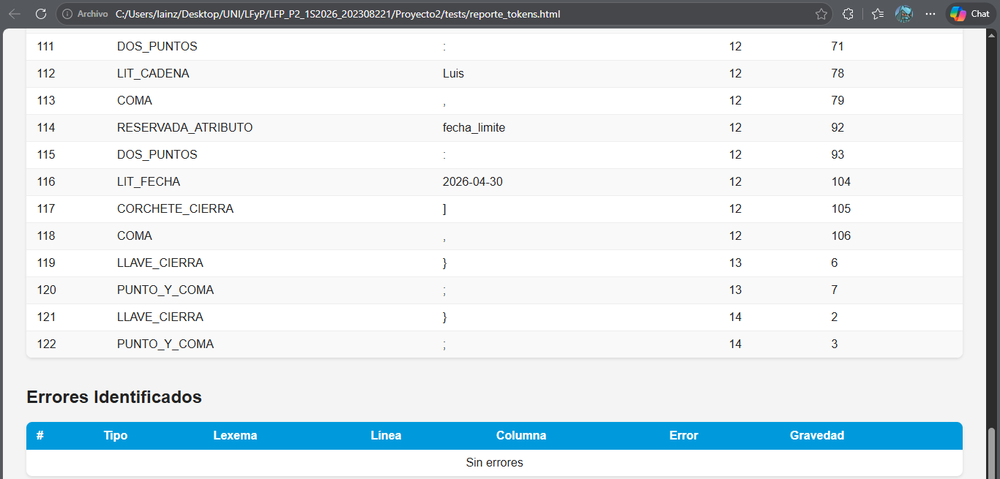 Archivo C:/Users/lainz/Desktop/UNI/LFyP/LFP_P2_1S2026_202308221/Proyecto2/tests/reporte_tokens.html Chat
111 DOS_PUNTOS : 12 71
112 LIT_CADENA Luis 12 78
113 COMA , 12 79
114 RESERVADA_ATRIBUTO fecha_limite 12 92
115 DOS_PUNTOS : 12 93
116 LIT_FECHA 2026-04-30 12 104
117 CORCHETE_CIERRA ] 12 105
118 COMA , 12 106
119 LLAVE_CIERRA } 13 6
120 PUNTO_Y_COMA ; 13 7
121 LLAVE_CIERRA } 14 2
122 PUNTO_Y_COMA ; 14 3
Errores Identificados
# Tipo Lexema Línea Columna Error Gravedad
Sin errores